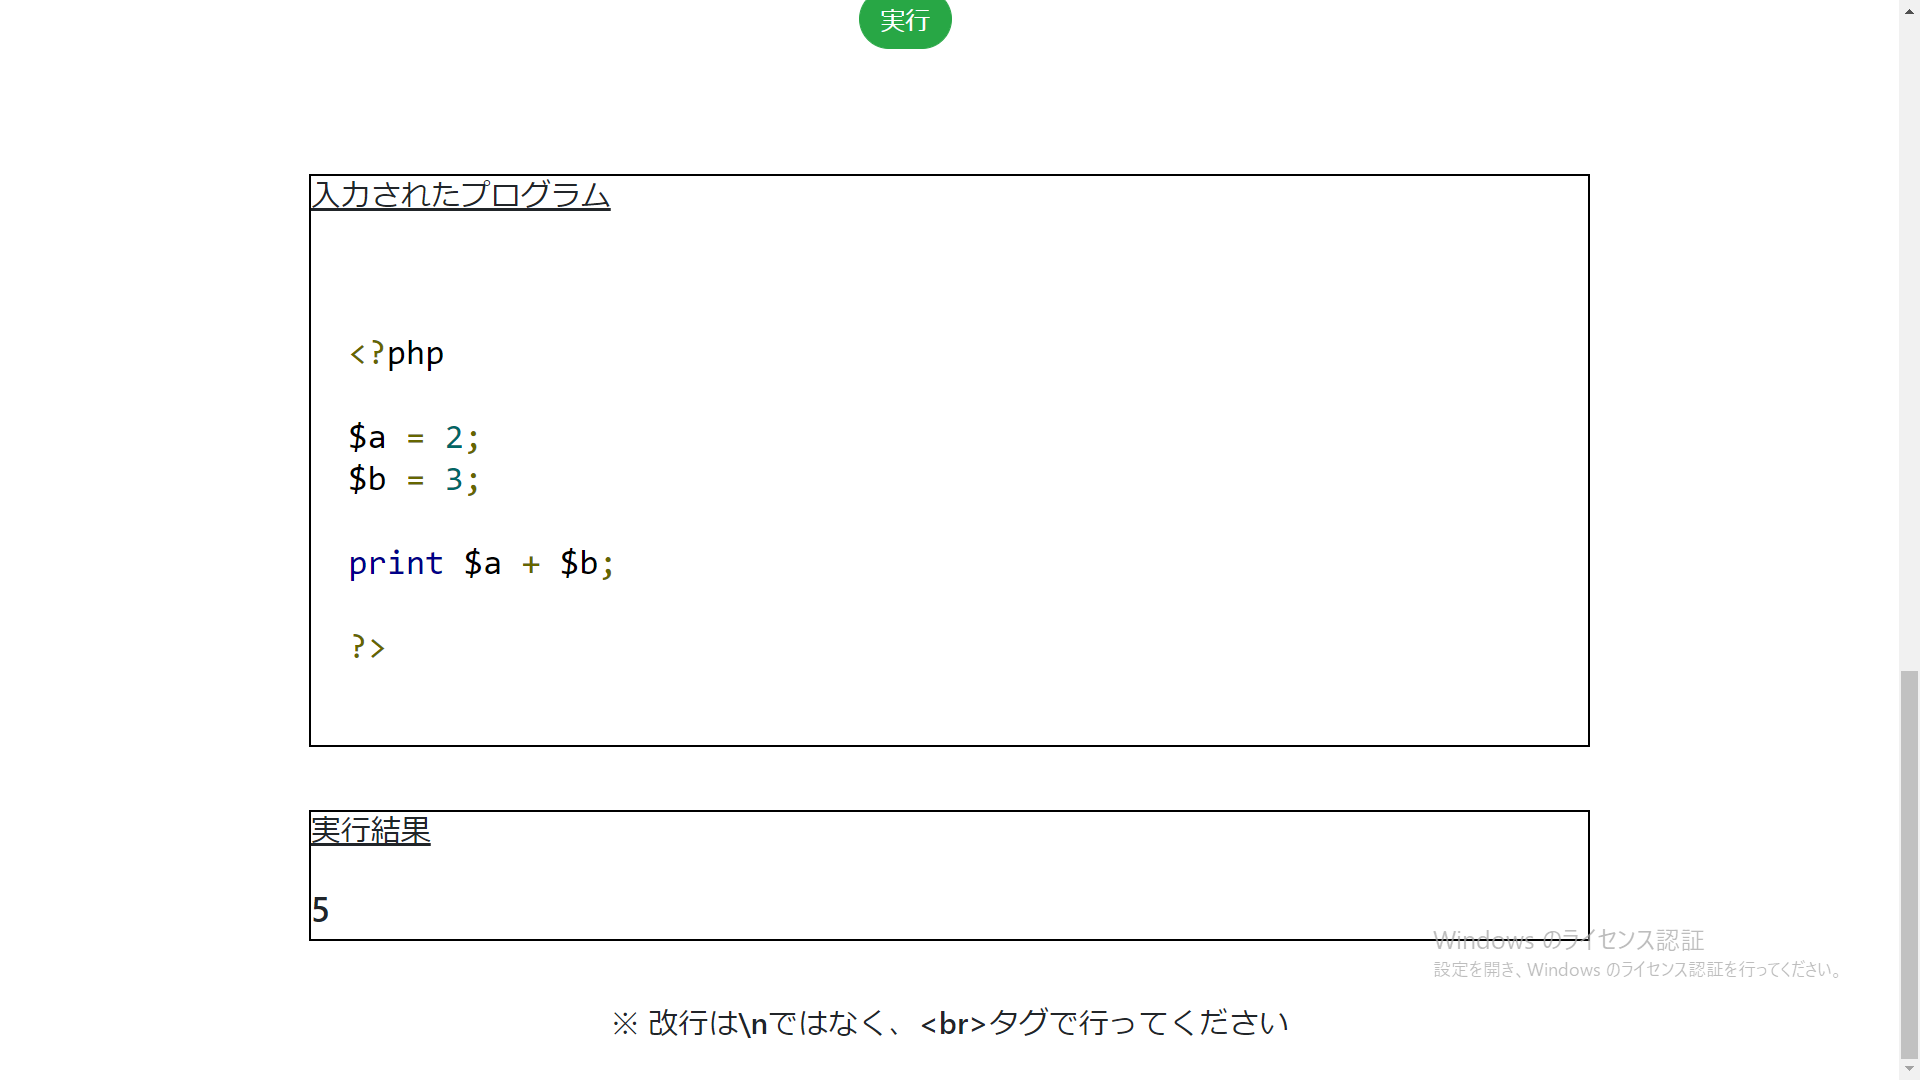 実行
入力されたプログラム
<?php
$a = 2;
$b = 3;
print $a + $b;
?>
実行結果
5
Windows のライセンス認証
設定を開き、Windows のライセンス認証を行ってください。
※ 改行は\nではなく、<br>タグで行ってください